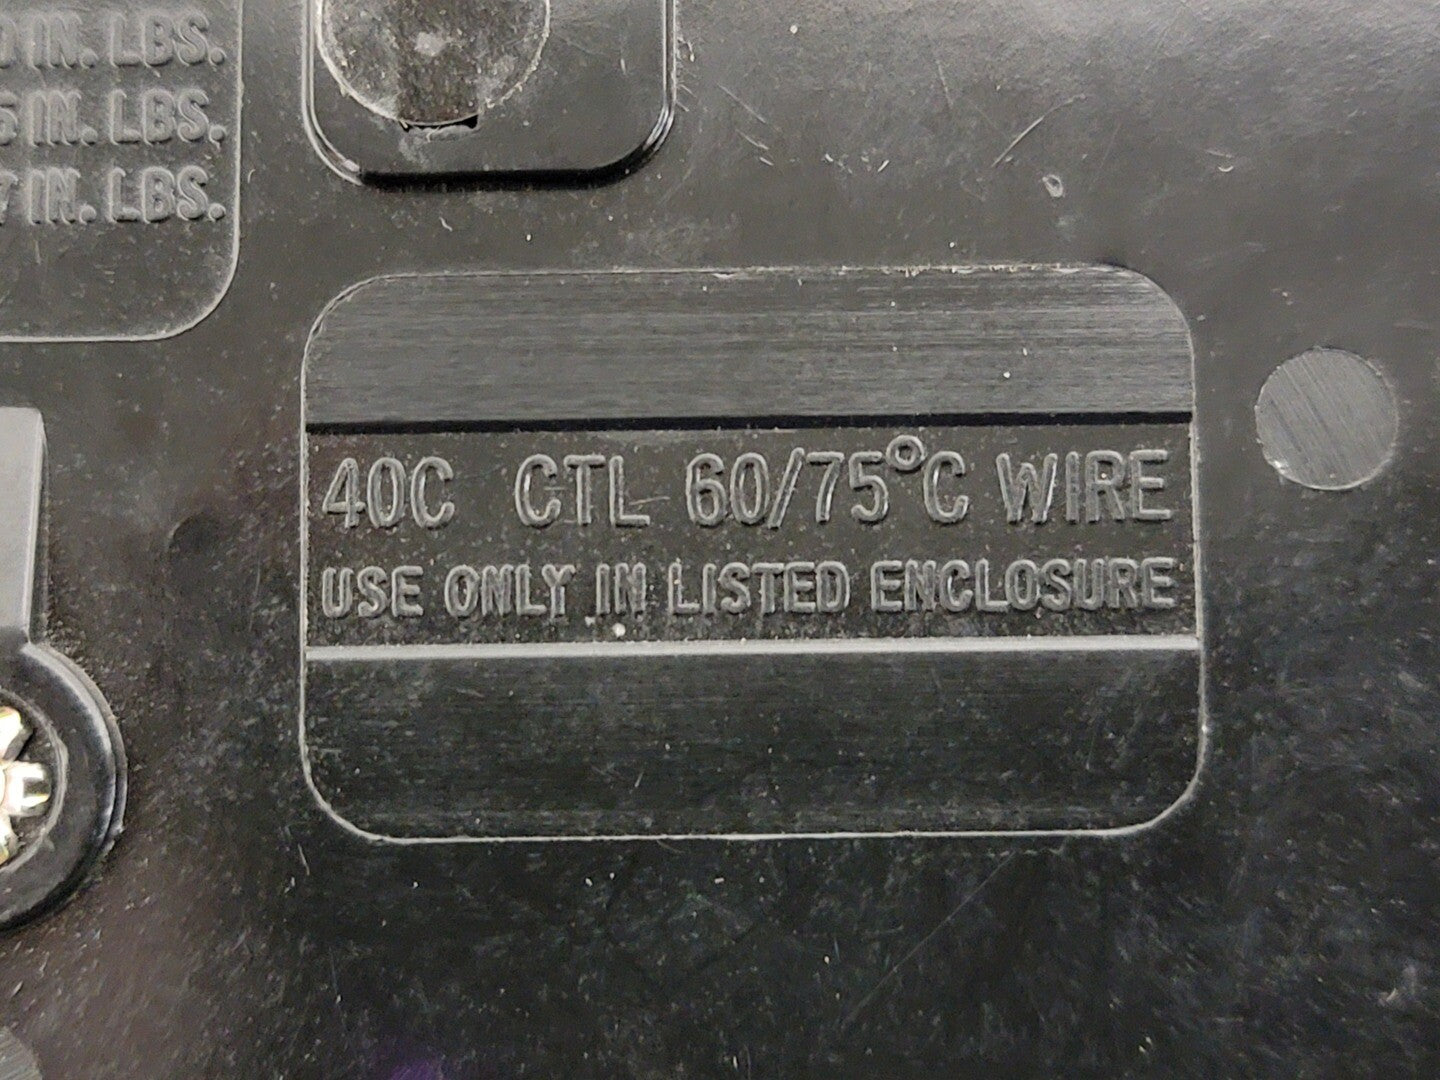 IN. LBS.
IN. LBS.
IN. LBS.
40C CTL 60/75°C WIRE
USE ONLY IN LISTED ENCLOSURE